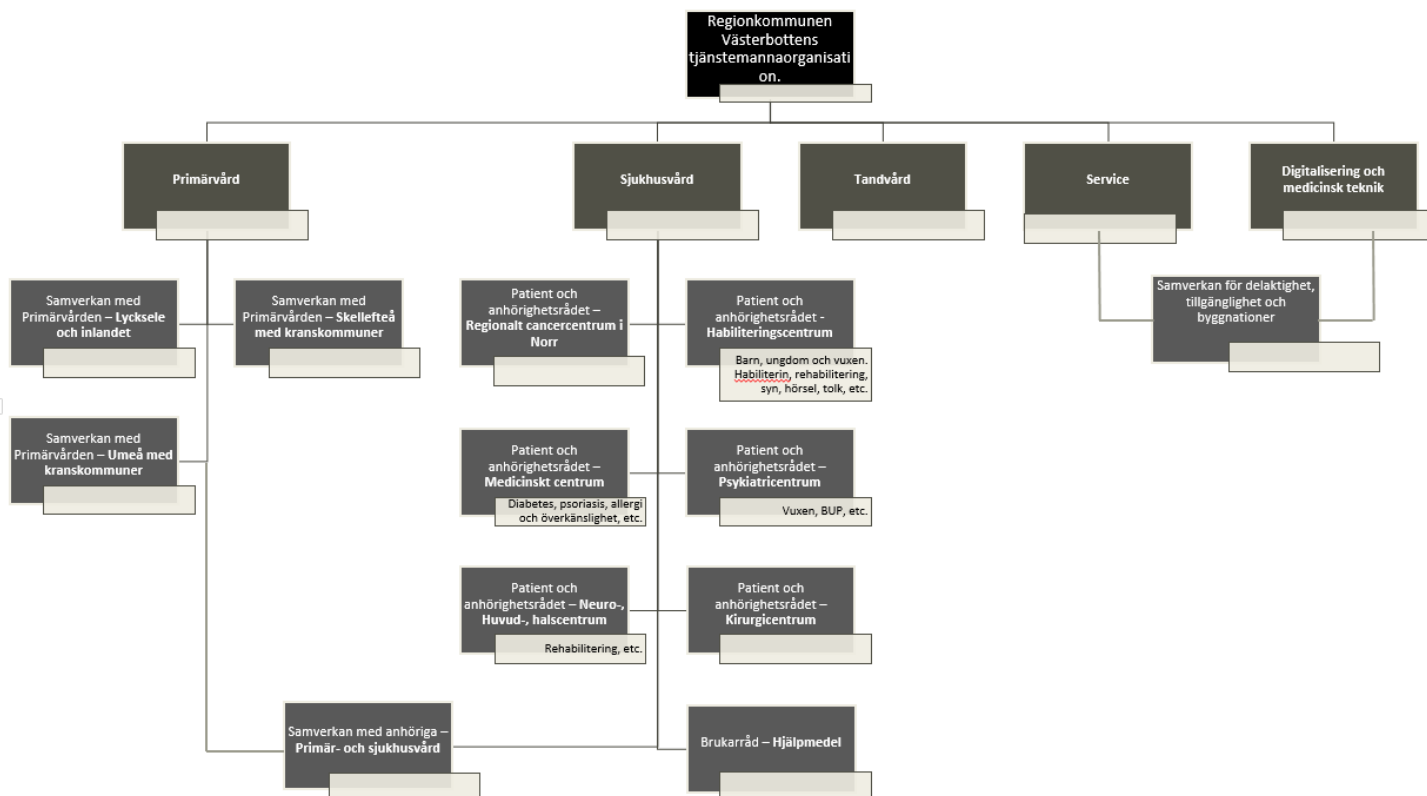 Regionkommunen
Västerbottens
tjänstemannaorganisati
on.
Primärvård
Sjukhusvård
Tandvård
Service
Digitalisering och
medicinsk teknik
Samverkan med
Primärvården – Lycksele
och inlandet
Samverkan med
Primärvården – Skellefteå
med kranskommuner
Patient och
anhörighetsrådet –
Regionalt cancercentrum i
Norr
Patient och
anhörighetsrådet -
Habiliteringscentrum
Barn, ungdom och vuxen.
Habiliterin, rehabilitering,
syn, hörsel, tolk, etc.
Samverkan för delaktighet,
tillgänglighet och
byggnationer
Samverkan med
Primärvården – Umeå med
kranskommuner
Patient och
anhörighetsrådet –
Medicinskt centrum
Diabetes, psoriasis, allergi
och överkänslighet, etc.
Patient och
anhörighetsrådet –
Psykiatricentrum
Vuxen, BUP, etc.
Patient och
anhörighetsrådet – Neuro-,
Huvud-, halscentrum
Rehabilitering, etc.
Patient och
anhörighetsrådet –
Kirurgicentrum
Samverkan med anhöriga –
Primär- och sjukhusvård
Brukarråd – Hjälpmedel